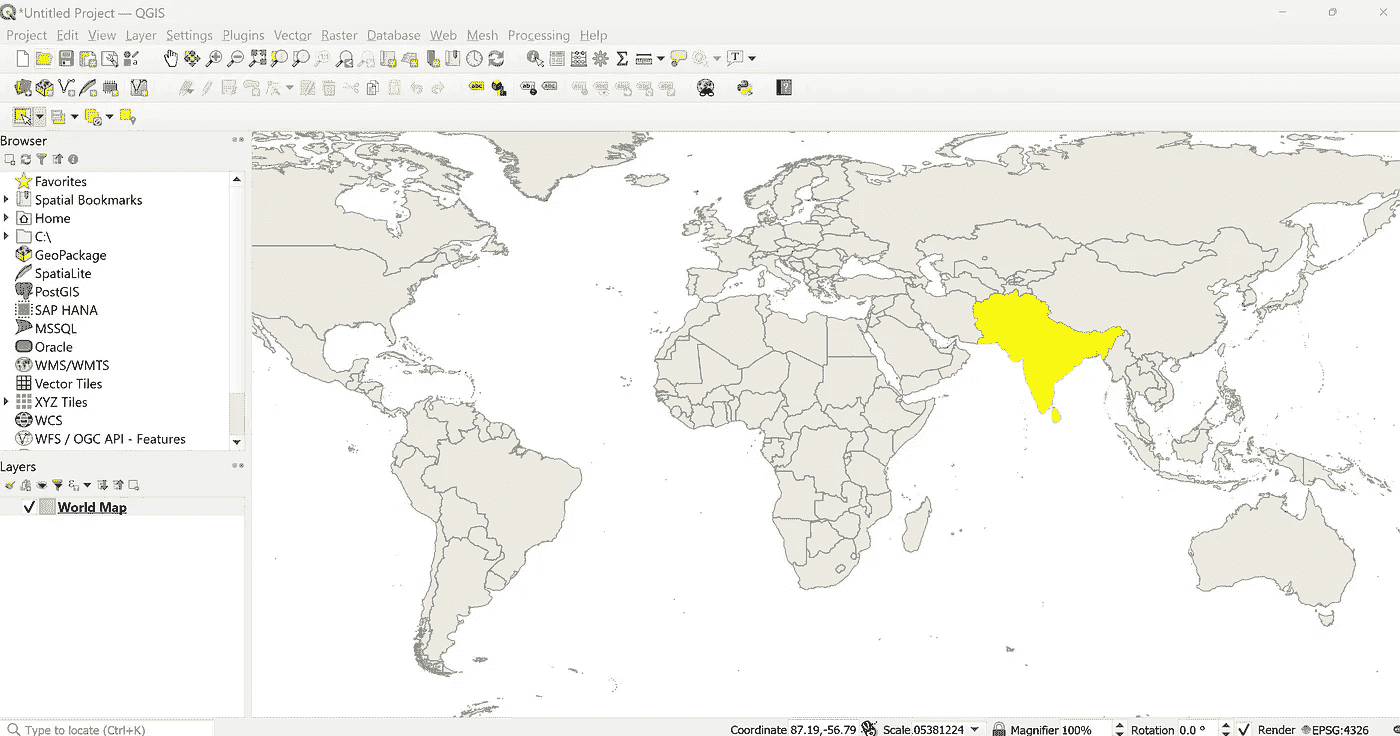 *Untitled Project — QGIS
Project Edit View Layer Settings Plugins Vector Raster Database Web Mesh Processing Help
Browser
Favorites
Spatial Bookmarks
Home
C:\
GeoPackage
SpatiaLite
PostGIS
SAP HANA
MSSQL
Oracle
WMS/WMTS
Vector Tiles
XYZ Tiles
WCS
WFS / OGC API - Features
Layers
World Map
Type to locate (Ctrl+K)
Coordinate 87.19,-56.79 Scale 05381224 Magnifier 100% Rotation 0.0 ° Render EPSG:4326